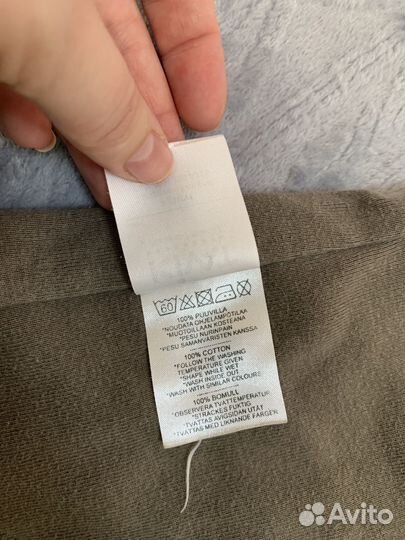 60
100% PUUVILLA
*NOUDATA OHJELÄMPÖTILAA
*MUOTOILLAAN KOSTEANA
*PESU NURINPÄIN
*PESU SAMANVÄRISTEN KANSSA
100% COTTON
*FOLLOW THE WASHING
TEMPERATURE GIVEN
*SHAPE WHILE WET
*WASH INSIDE OUT
*WASH WITH SIMILAR COLOURS
100% BOMULL
*OBSERVERA TVÄTTEMPERATUR
*STRÄCKES FUKTIG
*TVÄTTAS AVIGSIDAN UTÅT
*TVÄTTAS MED LIKNANDE FÄRGER
Avito